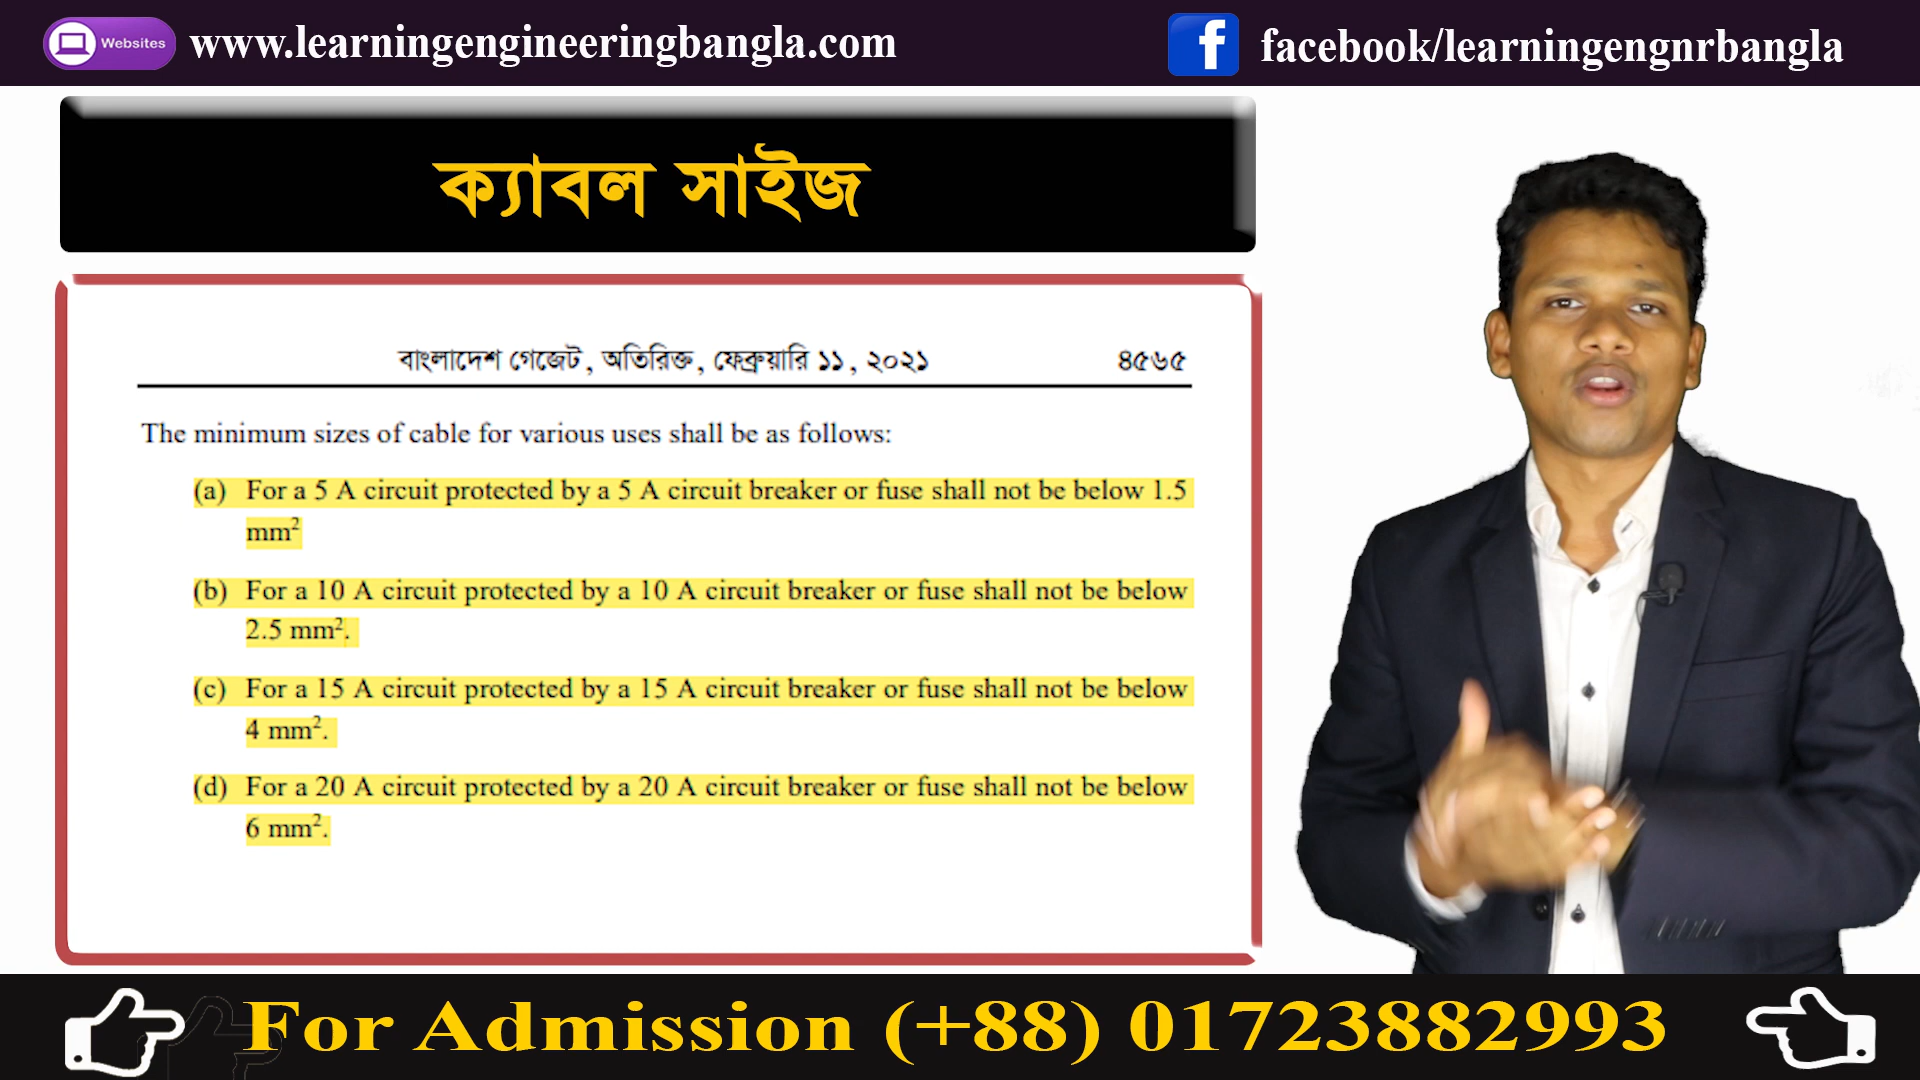 Websites www.learningengineeringbangla.com
facebook/learningengnrbangla
ক্যাবল সাইজ
বাংলাদেশ গেজেট, অতিরিক্ত, ফেব্রুয়ারি ১১, ২০২১ ৪৫৬৫
The minimum sizes of cable for various uses shall be as follows:
(a) For a 5 A circuit protected by a 5 A circuit breaker or fuse shall not be below 1.5
mm²
(b) For a 10 A circuit protected by a 10 A circuit breaker or fuse shall not be below
2.5 mm².
(c) For a 15 A circuit protected by a 15 A circuit breaker or fuse shall not be below
4 mm².
(d) For a 20 A circuit protected by a 20 A circuit breaker or fuse shall not be below
6 mm².
For Admission (+88) 01723882993